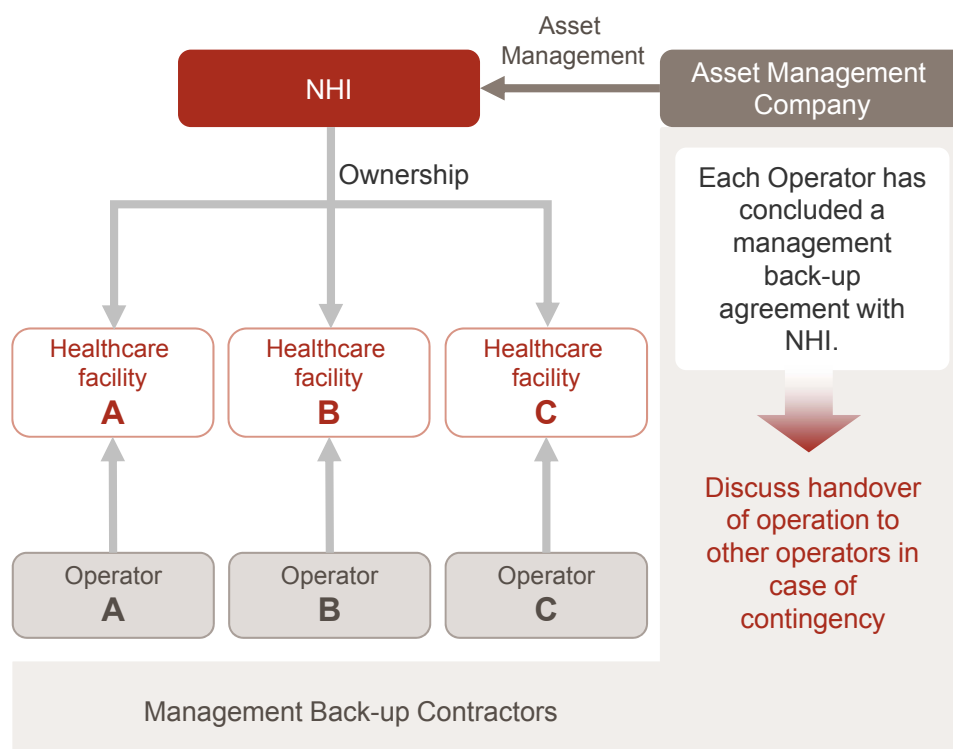 Asset
Management
NHI
Asset Management
Company
Ownership
Each Operator has
concluded a
management
back-up
agreement with
NHI.
Healthcare
facility
A
Healthcare
facility
B
Healthcare
facility
C
Discuss handover
of operation to
other operators in
case of
contingency
Operator
A
Operator
B
Operator
C
Management Back-up Contractors